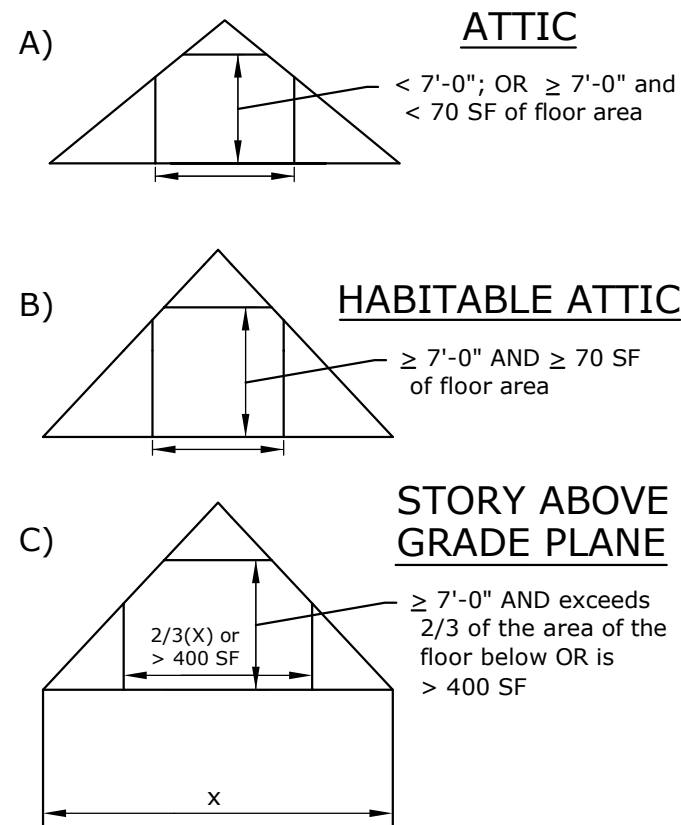 A)
ATTIC
< 7'-0"; OR ≥ 7'-0" and
< 70 SF of floor area
B)
HABITABLE ATTIC
≥ 7'-0" AND ≥ 70 SF
of floor area
C)
STORY ABOVE
GRADE PLANE
≥ 7'-0" AND exceeds
2/3 of the area of the
floor below OR is
> 400 SF
2/3(X) or
> 400 SF
x